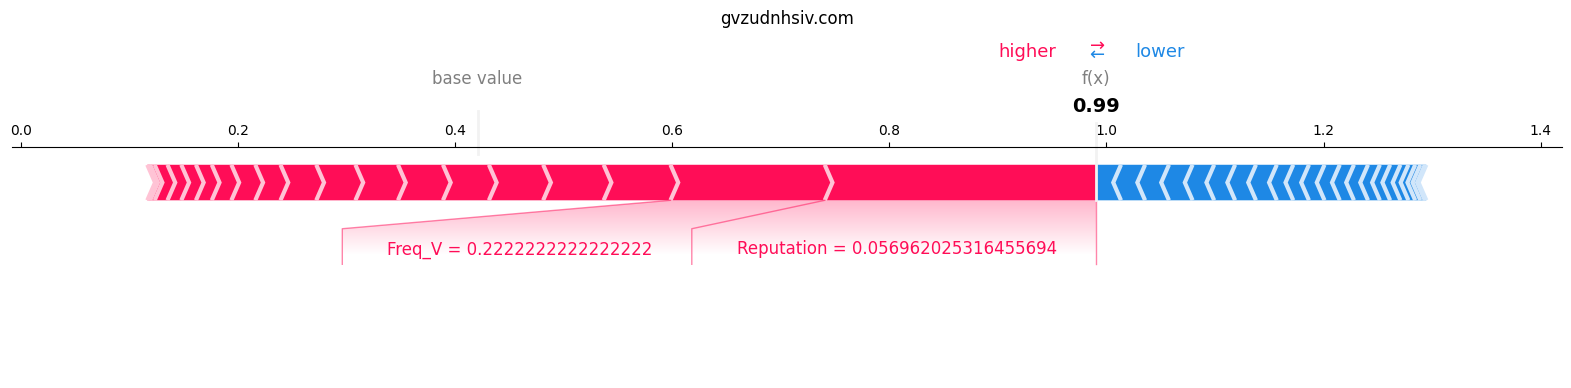 gvzudnhsiv.com
higher → ← lower
base value f(x)
0.99
0.0 0.2 0.4 0.6 0.8 1.0 1.2 1.4
Freq_V = 0.2222222222222222 Reputation = 0.056962025316455694